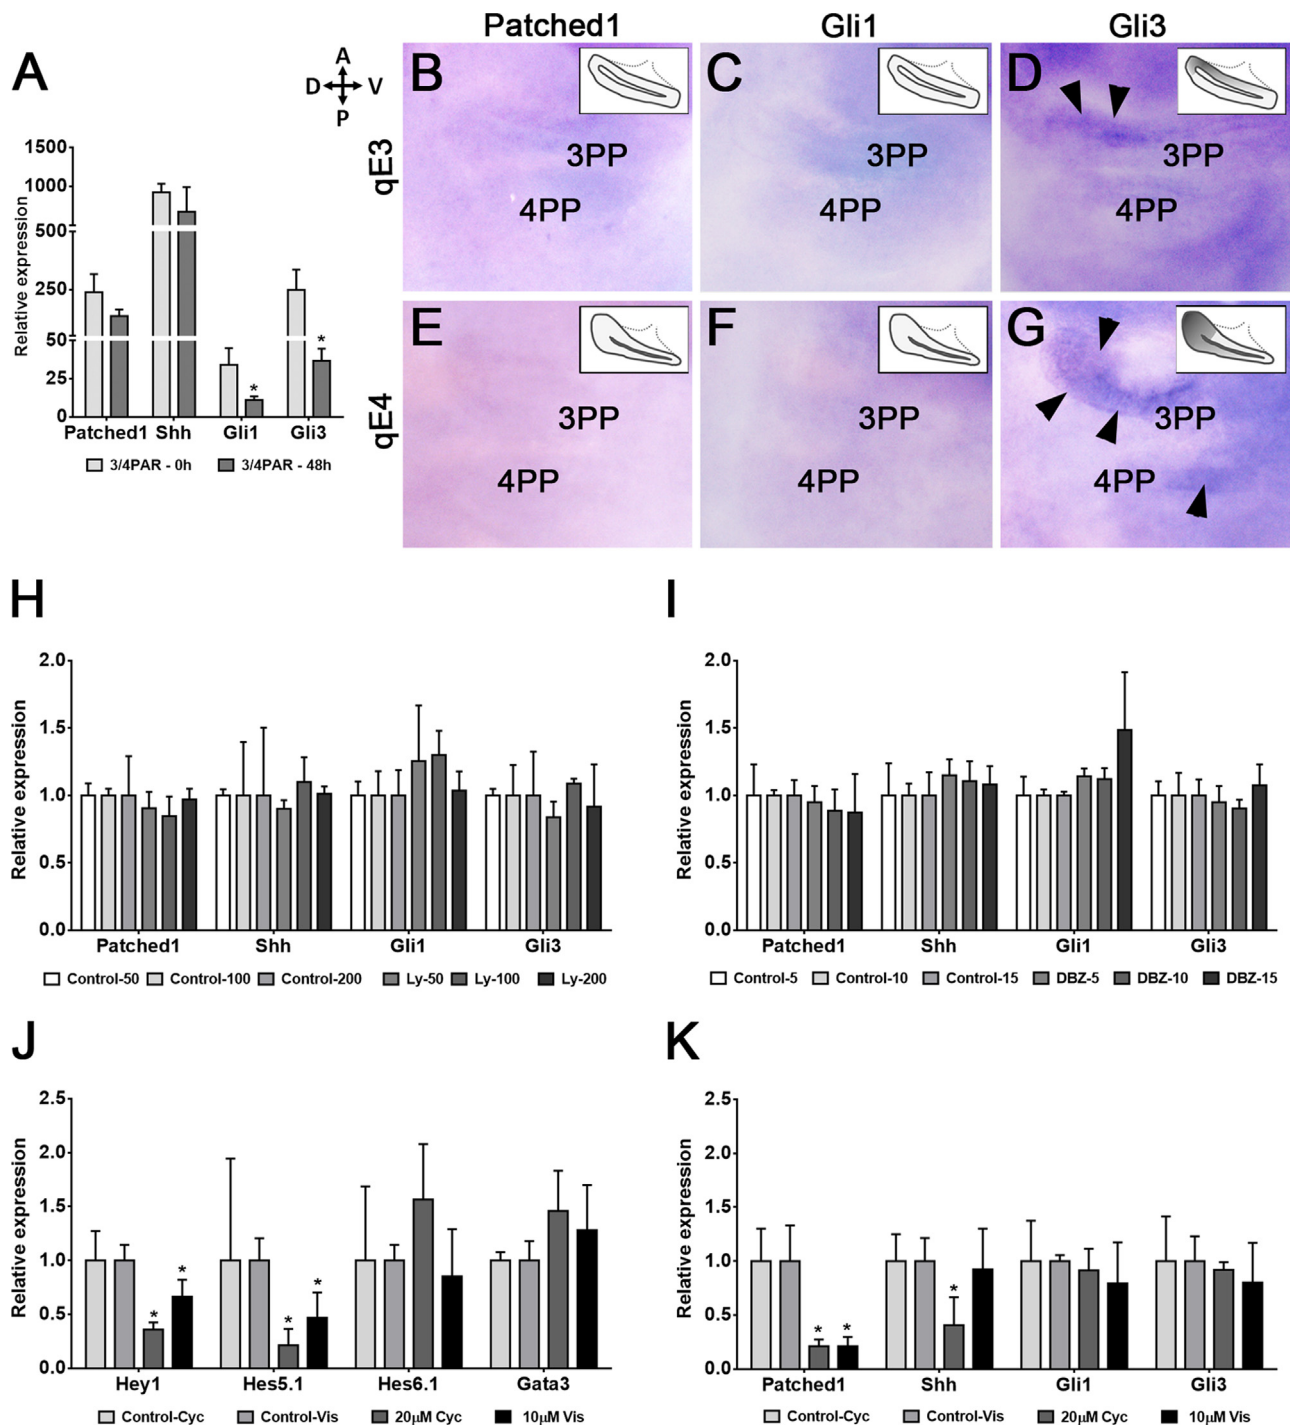 Patched1 Gli1 Gli3
A
A
D V
P
B
C
D
qE3
3PP
4PP
3PP
4PP
3PP
4PP
Relative expression
1500
1000
500
250
50
25
0
*
*
Patched1 Shh Gli1 Gli3
3/4PAR - 0h 3/4PAR - 48h
E
F
G
qE4
3PP
4PP
3PP
4PP
3PP
4PP
H
Relative expression
2.0
1.5
1.0
0.5
0.0
Patched1 Shh Gli1 Gli3
Control-50 Control-100 Control-200 Ly-50 Ly-100 Ly-200
I
Relative expression
2.0
1.5
1.0
0.5
0.0
Patched1 Shh Gli1 Gli3
Control-5 Control-10 Control-15 DBZ-5 DBZ-10 DBZ-15
J
Relative expression
2.5
2.0
1.5
1.0
0.5
0.0
* *
* *
Hey1 Hes5.1 Hes6.1 Gata3
Control-Cyc Control-Vis 20µM Cyc 10µM Vis
K
Relative expression
2.5
2.0
1.5
1.0
0.5
0.0
* *
*
Patched1 Shh Gli1 Gli3
Control-Cyc Control-Vis 20µM Cyc 10µM Vis